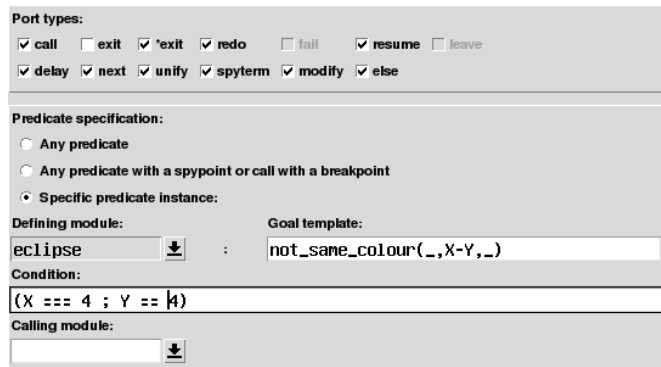 Port types:
call exit *exit redo fail resume leave
delay next unify spyterm modify else
Predicate specification:
Any predicate
Any predicate with a spypoint or call with a breakpoint
Specific predicate instance:
Defining module: Goal template:
eclipse : not_same_colour(_,X-Y,_)
Condition:
(X === 4 ; Y == 4)
Calling module: